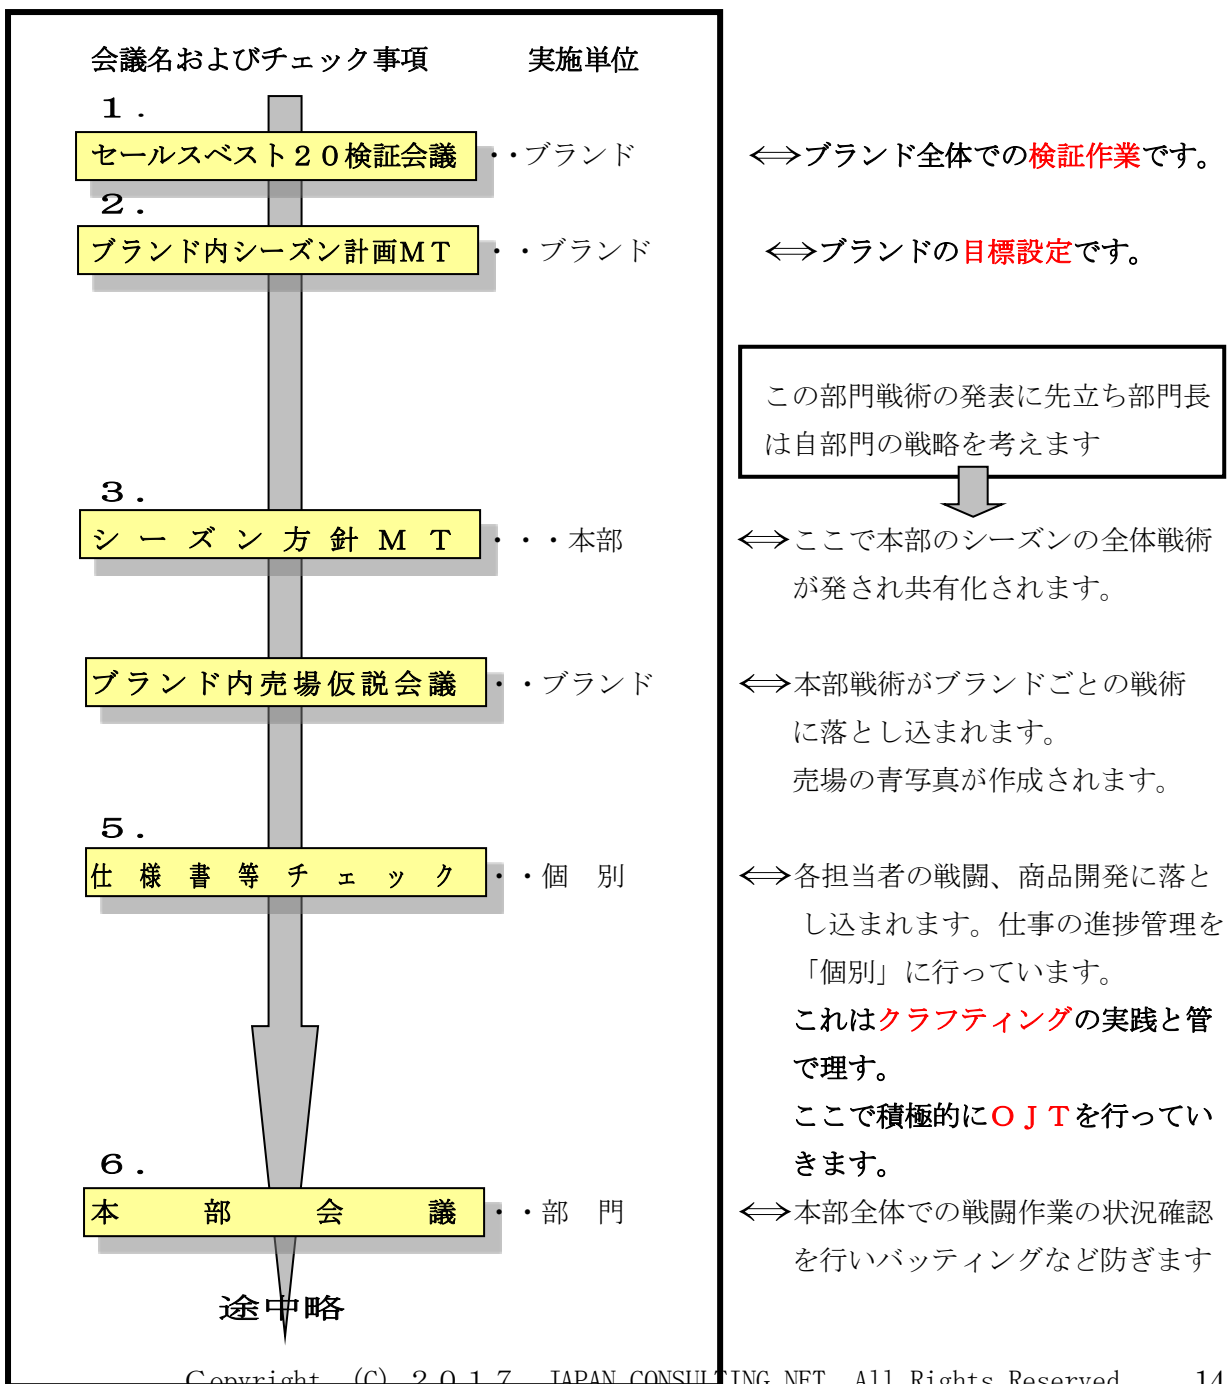 会議名およびチェック事項　実施単位
１．
セールスベスト２０検証会議・・ブランド　⇔ブランド全体での検証作業です。
２．
ブランド内シーズン計画ＭＴ・・ブランド　⇔ブランドの目標設定です。
この部門戦術の発表に先立ち部門長
は自部門の戦略を考えます
３．
シーズン方針ＭＴ・・・本部　⇔ここで本部のシーズンの全体戦術
が発され共有化されます。
ブランド内売場仮説会議・・ブランド　⇔本部戦術がブランドごとの戦術
に落とし込まれます。
売場の青写真が作成されます。
５．
仕様書等チェック・・個　別　⇔各担当者の戦闘、商品開発に落と
し込まれます。仕事の進捗管理を
「個別」に行っています。
これはクラフティングの実践と管
で理す。
ここで積極的にＯＪＴを行ってい
きます。
６．
本部会議・・部　門　⇔本部全体での戦闘作業の状況確認
を行いバッティングなど防ぎます
途中略
Ｃopyright (C) ２０１７ JAPAN CONSULTING NET All Rights Reserved　14